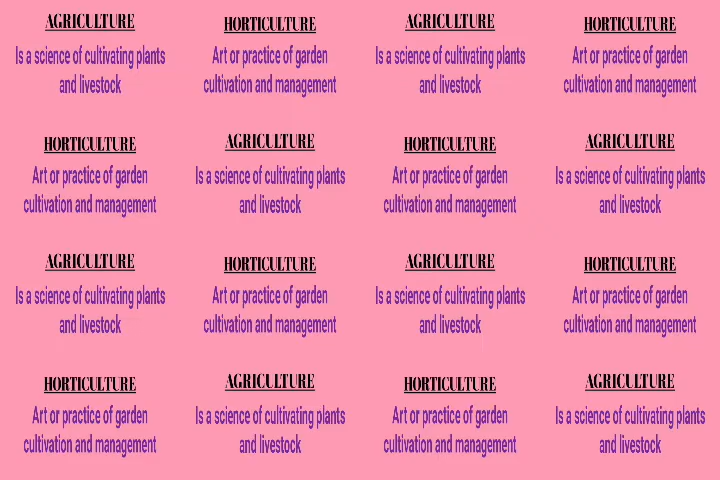 AGRICULTURE
Is a science of cultivating plants
and livestock
HORTICULTURE
Art or practice of garden
cultivation and management
AGRICULTURE
Is a science of cultivating plants
and livestock
HORTICULTURE
Art or practice of garden
cultivation and management
HORTICULTURE
Art or practice of garden
cultivation and management
AGRICULTURE
Is a science of cultivating plants
and livestock
HORTICULTURE
Art or practice of garden
cultivation and management
AGRICULTURE
Is a science of cultivating plants
and livestock
AGRICULTURE
Is a science of cultivating plants
and livestock
HORTICULTURE
Art or practice of garden
cultivation and management
AGRICULTURE
Is a science of cultivating plants
and livestock
HORTICULTURE
Art or practice of garden
cultivation and management
HORTICULTURE
Art or practice of garden
cultivation and management
AGRICULTURE
Is a science of cultivating plants
and livestock
HORTICULTURE
Art or practice of garden
cultivation and management
AGRICULTURE
Is a science of cultivating plants
and livestock